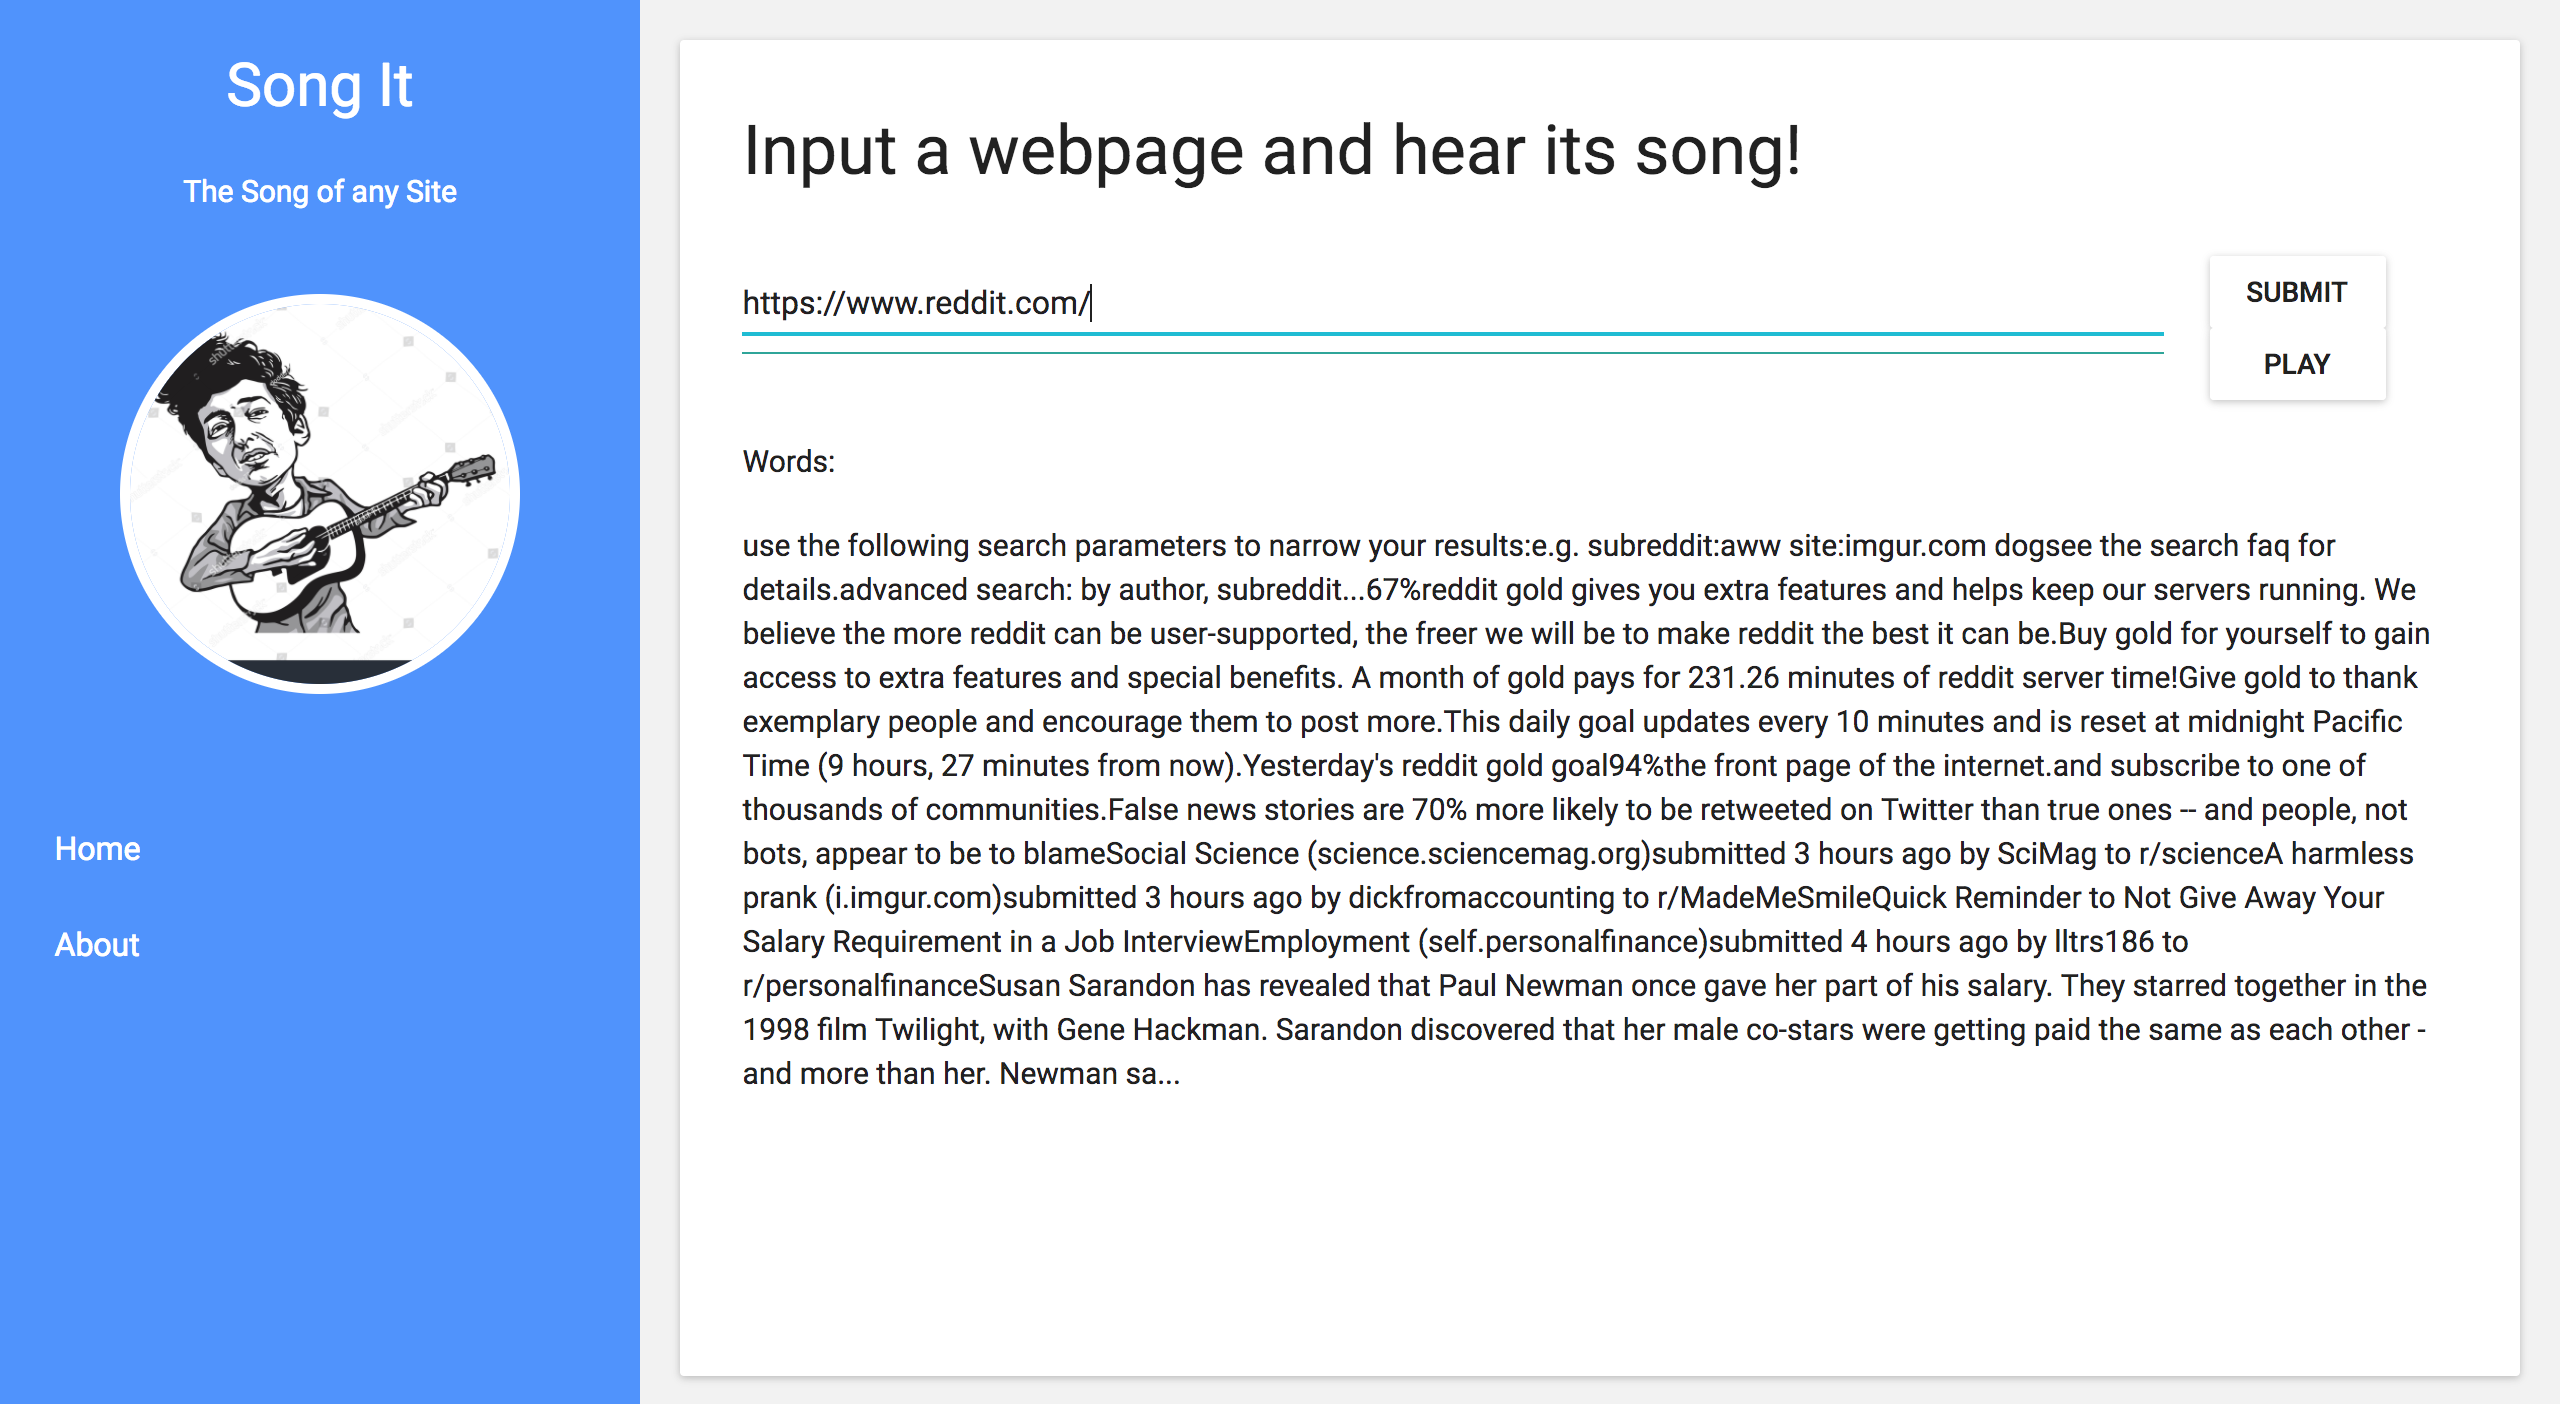 Song It
The Song of any Site
Home
About
Input a webpage and hear its song!
https://www.reddit.com/
SUBMIT
PLAY
Words:
use the following search parameters to narrow your results:e.g. subreddit:aww site:imgur.com dogsee the search faq for
details.advanced search: by author, subreddit...67%reddit gold gives you extra features and helps keep our servers running. We
believe the more reddit can be user-supported, the freer we will be to make reddit the best it can be.Buy gold for yourself to gain
access to extra features and special benefits. A month of gold pays for 231.26 minutes of reddit server time!Give gold to thank
exemplary people and encourage them to post more.This daily goal updates every 10 minutes and is reset at midnight Pacific
Time (9 hours, 27 minutes from now).Yesterday's reddit gold goal94%the front page of the internet.and subscribe to one of
thousands of communities.False news stories are 70% more likely to be retweeted on Twitter than true ones -- and people, not
bots, appear to be to blameSocial Science (science.sciencemag.org)submitted 3 hours ago by SciMag to r/scienceA harmless
prank (i.imgur.com)submitted 3 hours ago by dickfromaccounting to r/MadeMeSmileQuick Reminder to Not Give Away Your
Salary Requirement in a Job InterviewEmployment (self.personalfinance)submitted 4 hours ago by lltrs186 to
r/personalfinanceSusan Sarandon has revealed that Paul Newman once gave her part of his salary. They starred together in the
1998 film Twilight, with Gene Hackman. Sarandon discovered that her male co-stars were getting paid the same as each other -
and more than her. Newman sa...